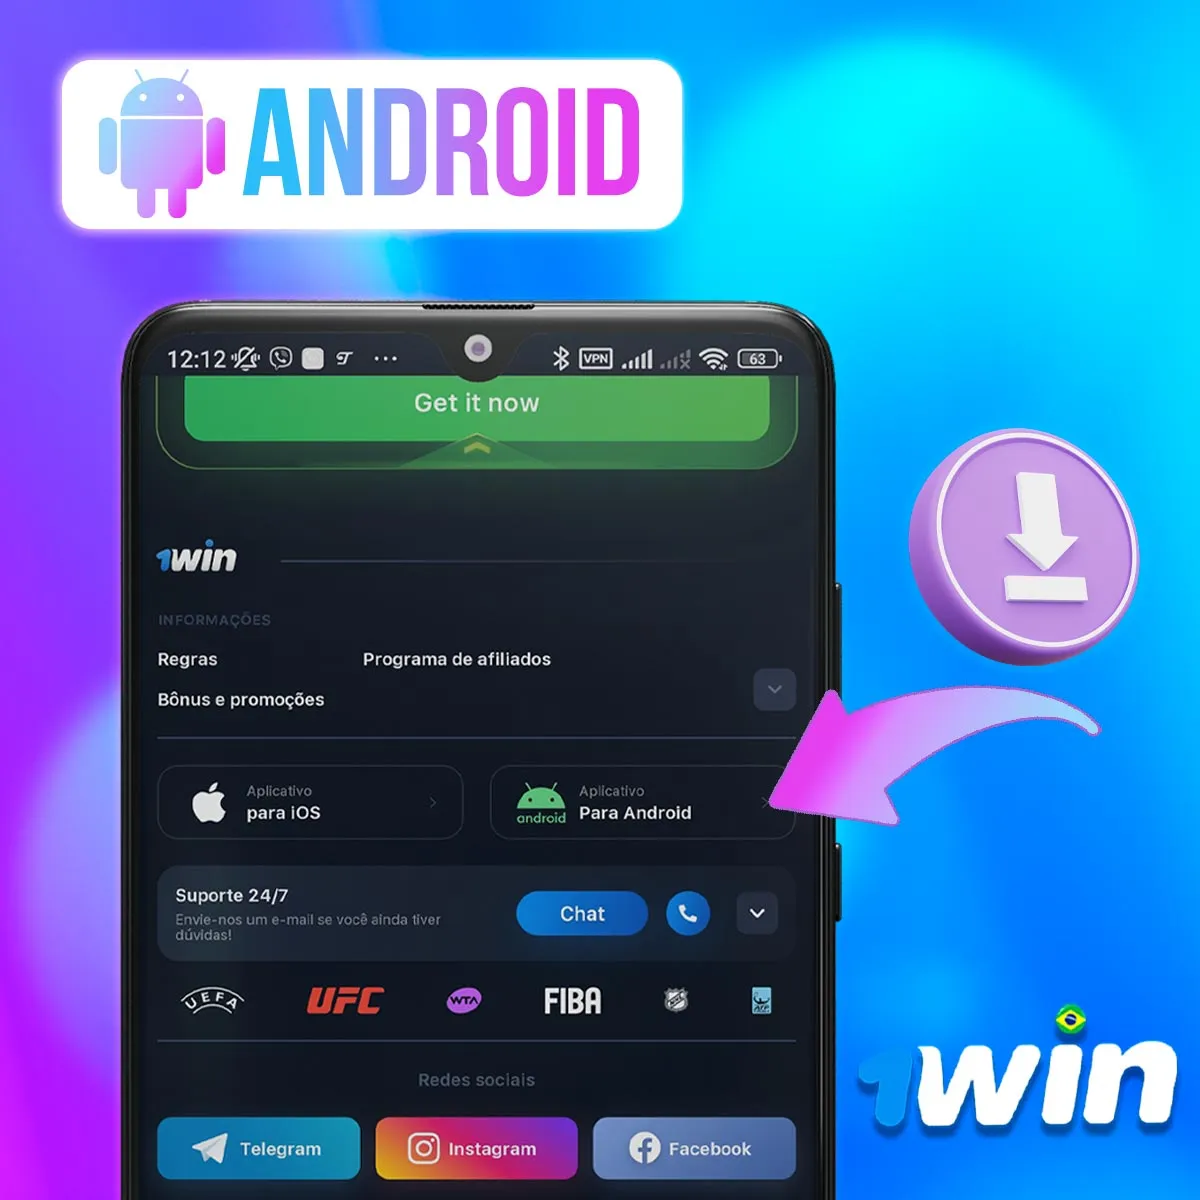 ANDROID
12:12
VPN
63
Get it now
1win
INFORMAÇÕES
Regras
Programa de afiliados
Bônus e promoções
Aplicativo
para iOS
android
Aplicativo
Para Android
Suporte 24/7
Envie-nos um e-mail se você ainda tiver
dúvidas!
Chat
UEFA
UFC
WTA
FIBA
NHL
ATP
Redes sociais
Telegram
Instagram
Facebook
1win